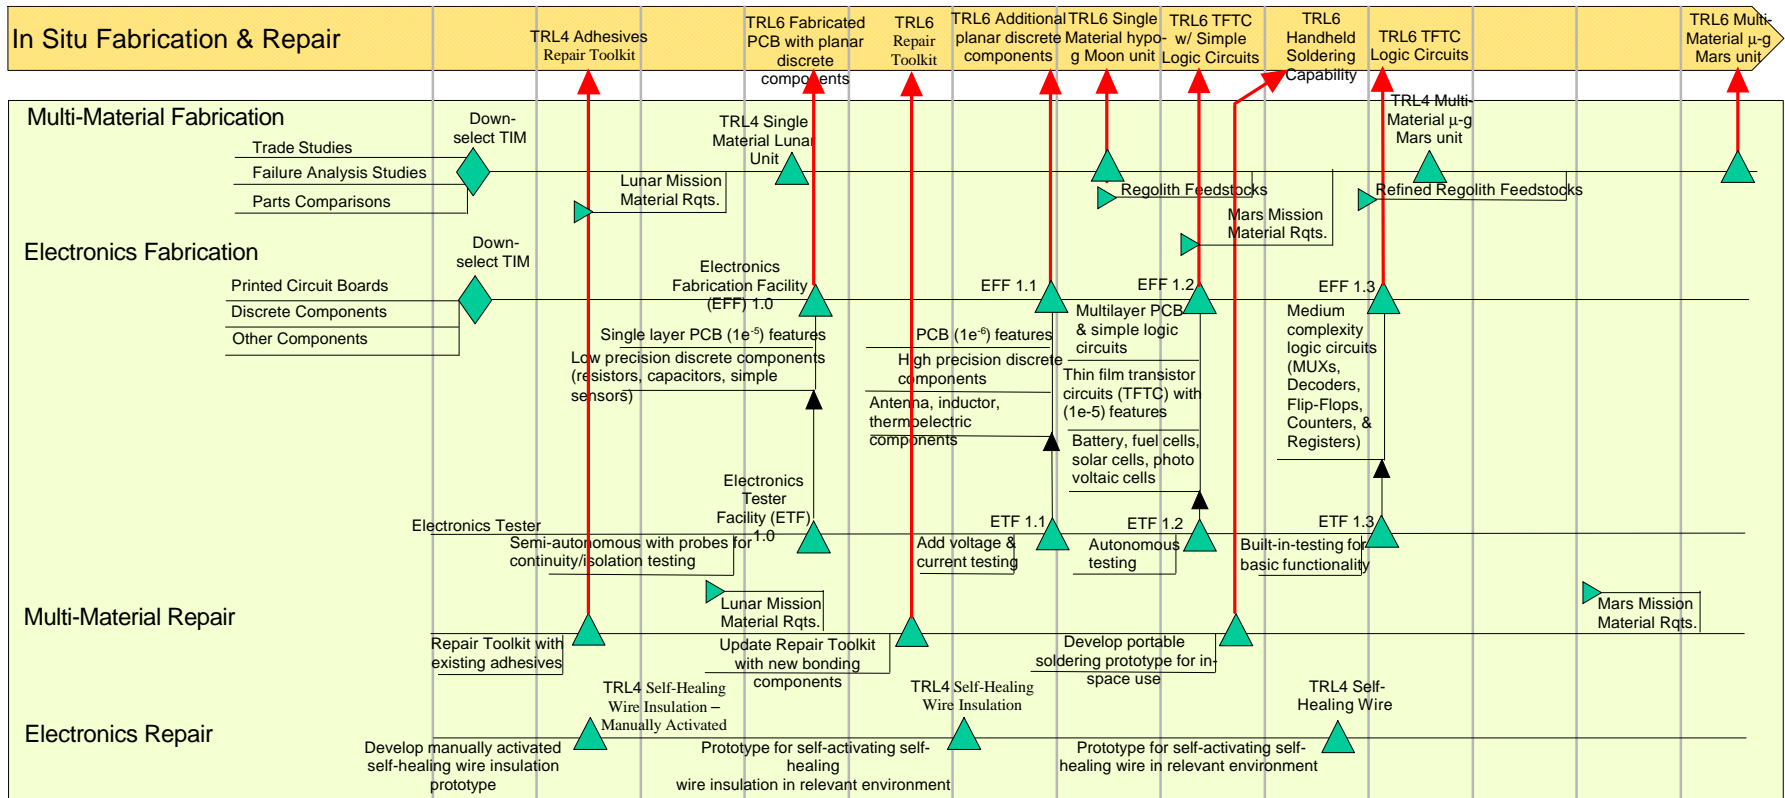 In Situ Fabrication & Repair
TRL4 Adhesives
Repair Toolkit
TRL6 Fabricated
PCB with planar
discrete
components
TRL6
Repair
Toolkit
TRL6 Additional
planar discrete
components
TRL6 Single
Material hypo-
g Moon unit
TRL6 TFTC
w/ Simple
Logic Circuits
TRL6
Handheld
Soldering
Capability
TRL6 TFTC
Logic Circuits
TRL6 Multi-
Material μ-g
Mars unit
Multi-Material Fabrication
Trade Studies
Failure Analysis Studies
Parts Comparisons
Down-
select TIM
Lunar Mission
Material Rqts.
TRL4 Single
Material Lunar
Unit
Regolith Feedstocks
Mars Mission
Material Rqts.
TRL4 Multi-
Material μ-g
Mars unit
Refined Regolith Feedstocks
Electronics Fabrication
Printed Circuit Boards
Discrete Components
Other Components
Down-
select TIM
Electronics
Fabrication Facility
(EFF) 1.0
Single layer PCB (1e-5) features
Low precision discrete components
(resistors, capacitors, simple
sensors)
EFF 1.1
PCB (1e-6) features
High precision discrete
components
Antenna, inductor,
thermoelectric
components
EFF 1.2
Multilayer PCB
& simple logic
circuits
Thin film transistor
circuits (TFTC) with
(1e-5) features
Battery, fuel cells,
solar cells, photo
voltaic cells
EFF 1.3
Medium
complexity
logic circuits
(MUXs,
Decoders,
Flip-Flops,
Counters, &
Registers)
Electronics Tester
Electronics
Tester
Facility (ETF)
1.0
Semi-autonomous with probes for
continuity/isolation testing
ETF 1.1
Add voltage &
current testing
ETF 1.2
Autonomous
testing
ETF 1.3
Built-in-testing for
basic functionality
Multi-Material Repair
Repair Toolkit with
existing adhesives
Lunar Mission
Material Rqts.
Update Repair Toolkit
with new bonding
components
Develop portable
soldering prototype for in-
space use
Mars Mission
Material Rqts.
Electronics Repair
TRL4 Self-Healing
Wire Insulation –
Manually Activated
Develop manually activated
self-healing wire insulation
prototype
TRL4 Self-Healing
Wire Insulation
Prototype for self-activating self-
healing
wire insulation in relevant environment
TRL4 Self-
Healing Wire
Prototype for self-activating self-
healing wire in relevant environment